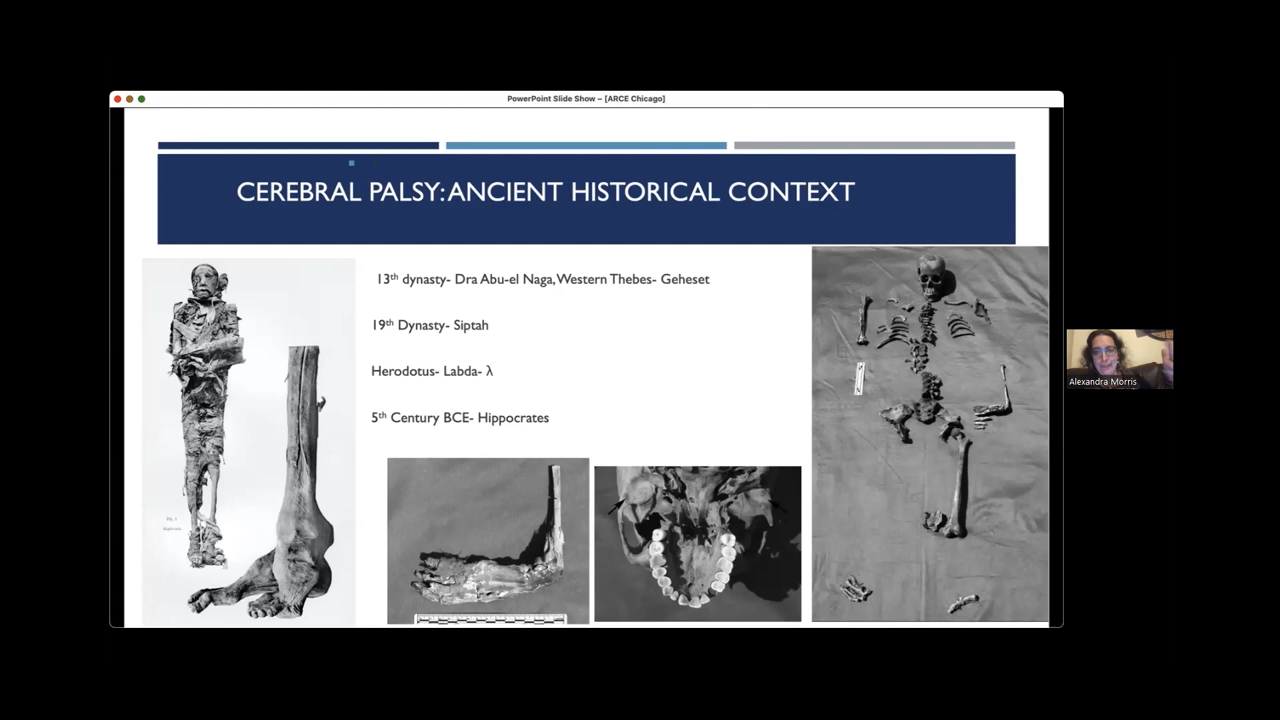 PowerPoint Slide Show – [ARCE Chicago]
CEREBRAL PALSY: ANCIENT HISTORICAL CONTEXT
13th dynasty- Dra Abu-el Naga, Western Thebes- Geheset
19th Dynasty- Siptah
Herodotus- Labda- λ
5th Century BCE- Hippocrates
Alexandra Morris